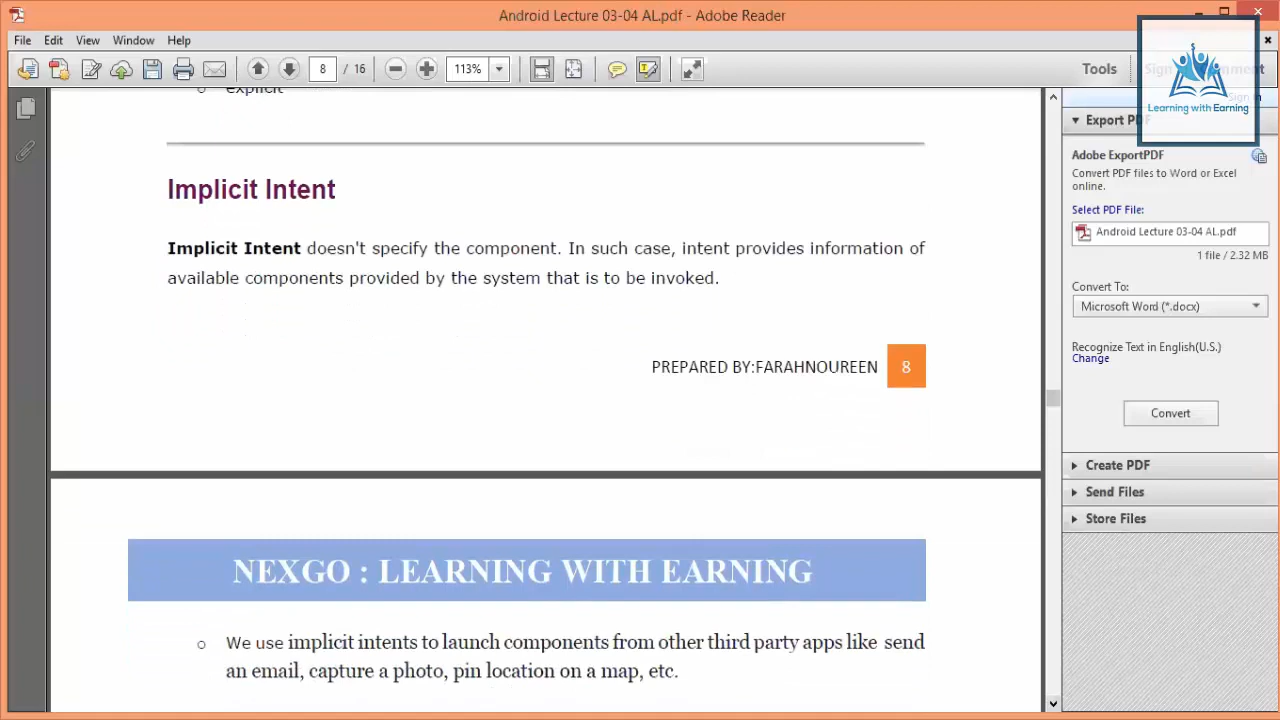 Android Lecture 03-04 AL.pdf - Adobe Reader
File Edit View Window Help
8 / 16 113% Tools
Learning with Earning
explicit
Implicit Intent
Implicit Intent doesn't specify the component. In such case, intent provides information of
available components provided by the system that is to be invoked.
PREPARED BY:FARAHNOUREEN 8
NEXGO : LEARNING WITH EARNING
o We use implicit intents to launch components from other third party apps like send
an email, capture a photo, pin location on a map, etc.
Export
Adobe ExportPDF
Convert PDF files to Word or Excel
online.
Select PDF File:
Android Lecture 03-04 AL.pdf
1 file / 2.32 MB
Convert To:
Microsoft Word (*.docx)
Recognize Text in English(U.S.)
Change
Convert
Create PDF
Send Files
Store Files